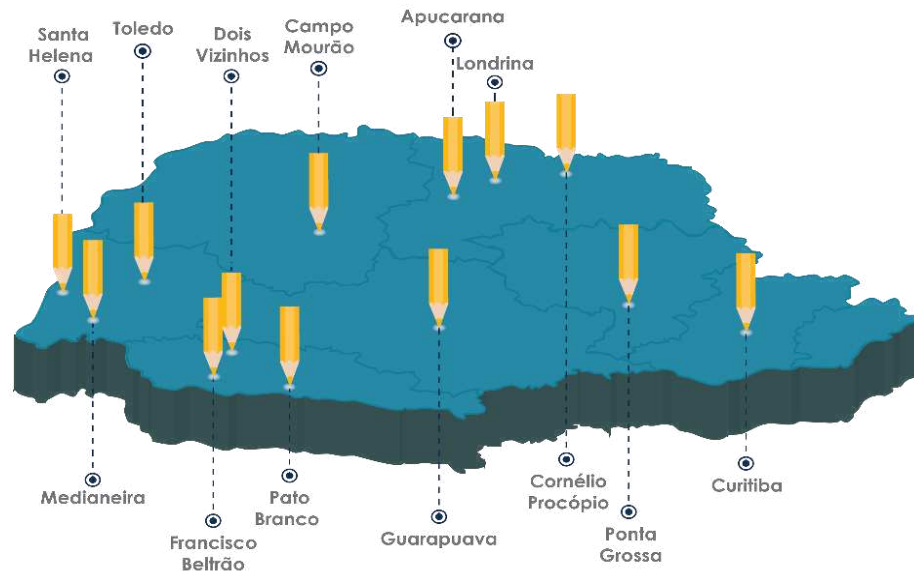 Santa
Helena
Toledo
Dois
Vizinhos
Campo
Mourão
Apucarana
Londrina
Medianeira
Francisco
Beltrão
Pato
Branco
Guarapuava
Cornélio
Procópio
Ponta
Grossa
Curitiba